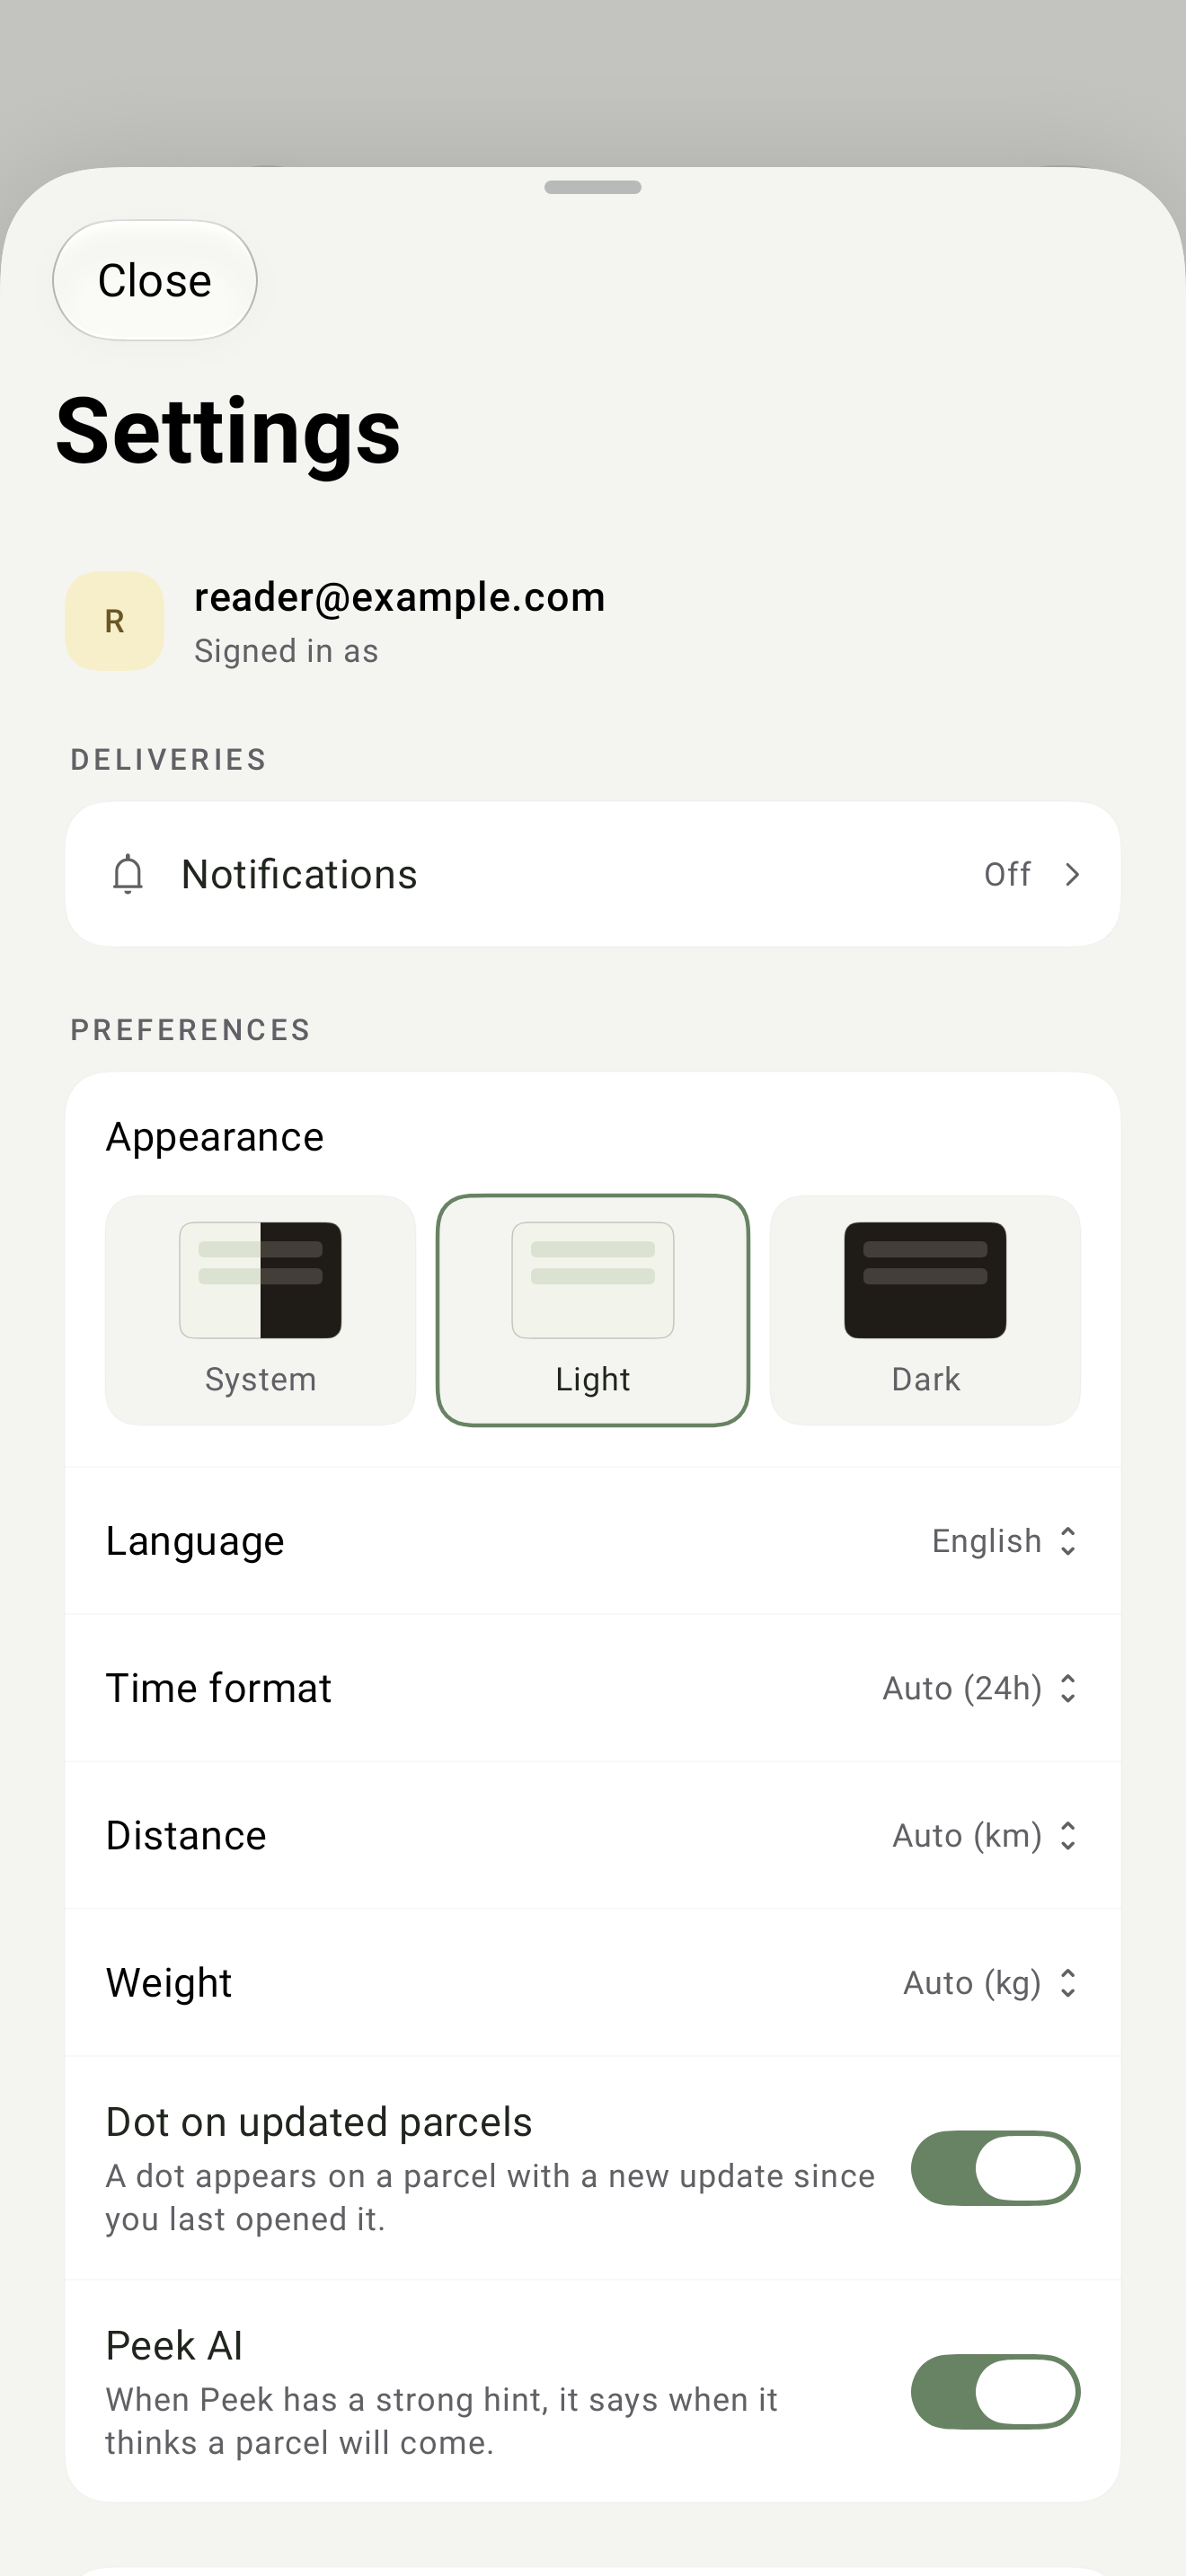 Close
Settings
R
reader@example.com
Signed in as
DELIVERIES
Notifications
Off
PREFERENCES
Appearance
System
Light
Dark
Language
English
Time format
Auto (24h)
Distance
Auto (km)
Weight
Auto (kg)
Dot on updated parcels
A dot appears on a parcel with a new update since
you last opened it.
Peek AI
When Peek has a strong hint, it says when it
thinks a parcel will come.